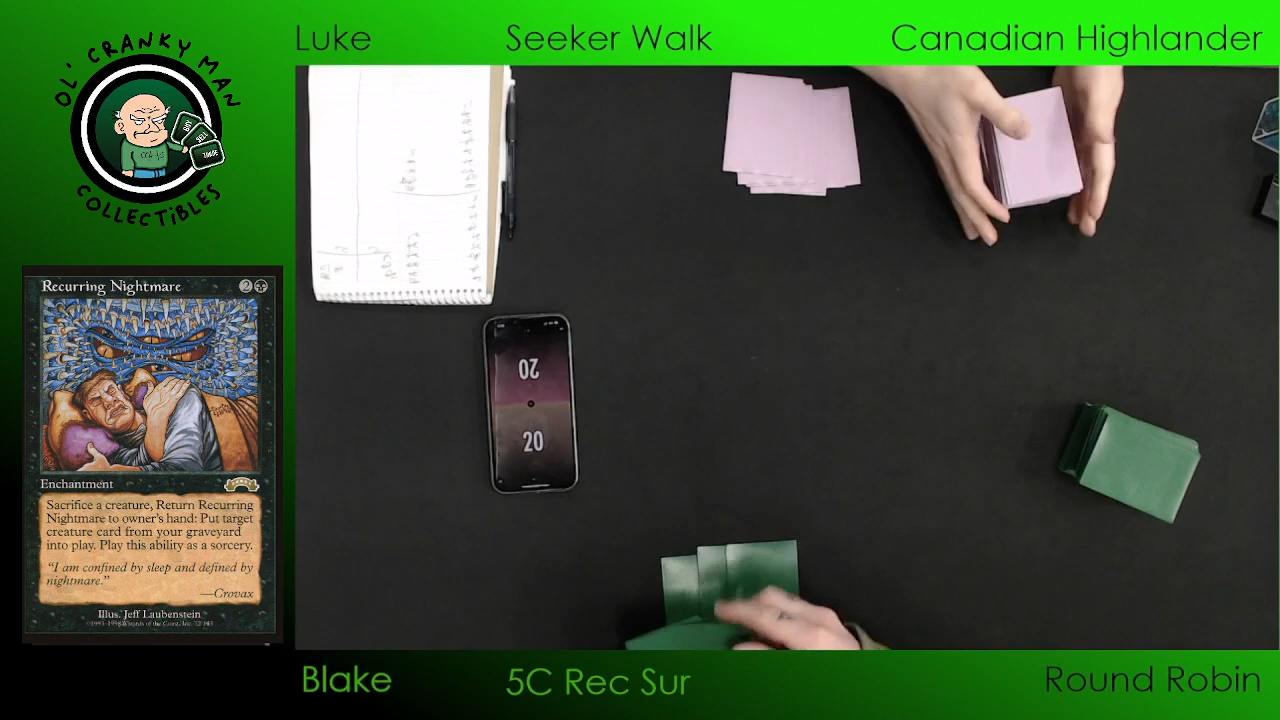 Luke
Seeker Walk
Canadian Highlander
OL' CRANKY MAN
COLLECTIBLES
Recurring Nightmare 2
Enchantment
Sacrifice a creature, Return Recurring
Nightmare to owner's hand: Put target
creature card from your graveyard
into play. Play this ability as a sorcery.
"I am confined by sleep and defined by
nightmare."
—Crovax
Illus. Jeff Laubenstein
20
20
Blake
5C Rec Sur
Round Robin